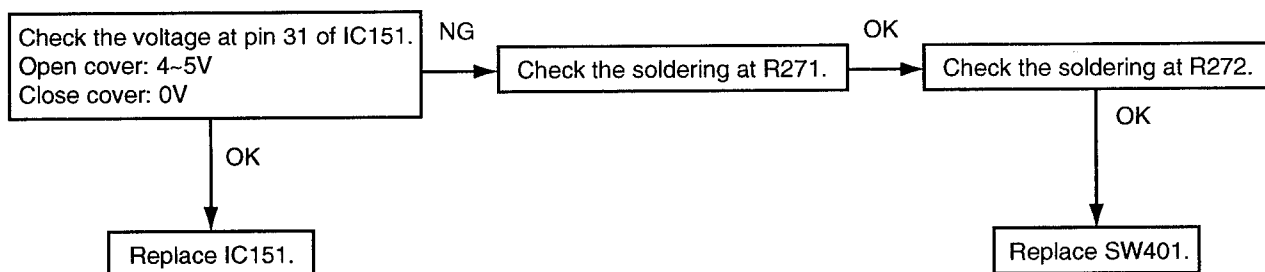 Check the voltage at pin 31 of IC151.
Open cover: 4~5V
Close cover: 0V
NG
Check the soldering at R271.
OK
Check the soldering at R272.
OK
OK
Replace IC151.
Replace SW401.